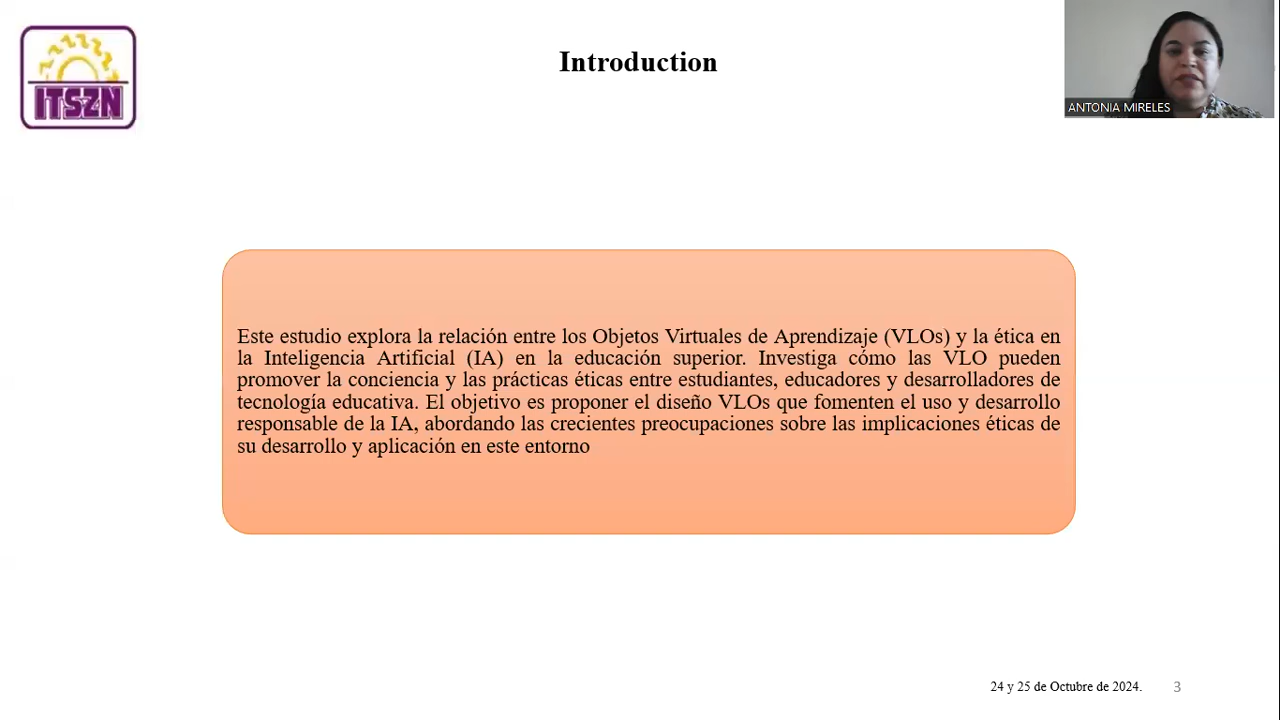 Introduction
ITSZN
ANTONIA MIRELES
Este estudio explora la relación entre los Objetos Virtuales de Aprendizaje (VLOs) y la ética en
la Inteligencia Artificial (IA) en la educación superior. Investiga cómo las VLO pueden
promover la conciencia y las prácticas éticas entre estudiantes, educadores y desarrolladores de
tecnología educativa. El objetivo es proponer el diseño VLOs que fomenten el uso y desarrollo
responsable de la IA, abordando las crecientes preocupaciones sobre las implicaciones éticas de
su desarrollo y aplicación en este entorno
24 y 25 de Octubre de 2024.
3